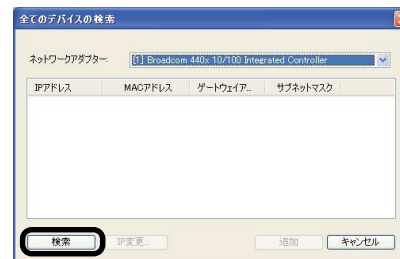 全てのデバイスの検索
ネットワークアダプター: [1] Broadcom 440x 10/100 Integrated Controller
IPアドレス MACアドレス ゲートウェイア... サブネットマスク
検索 IP変更... 追加 キャンセル